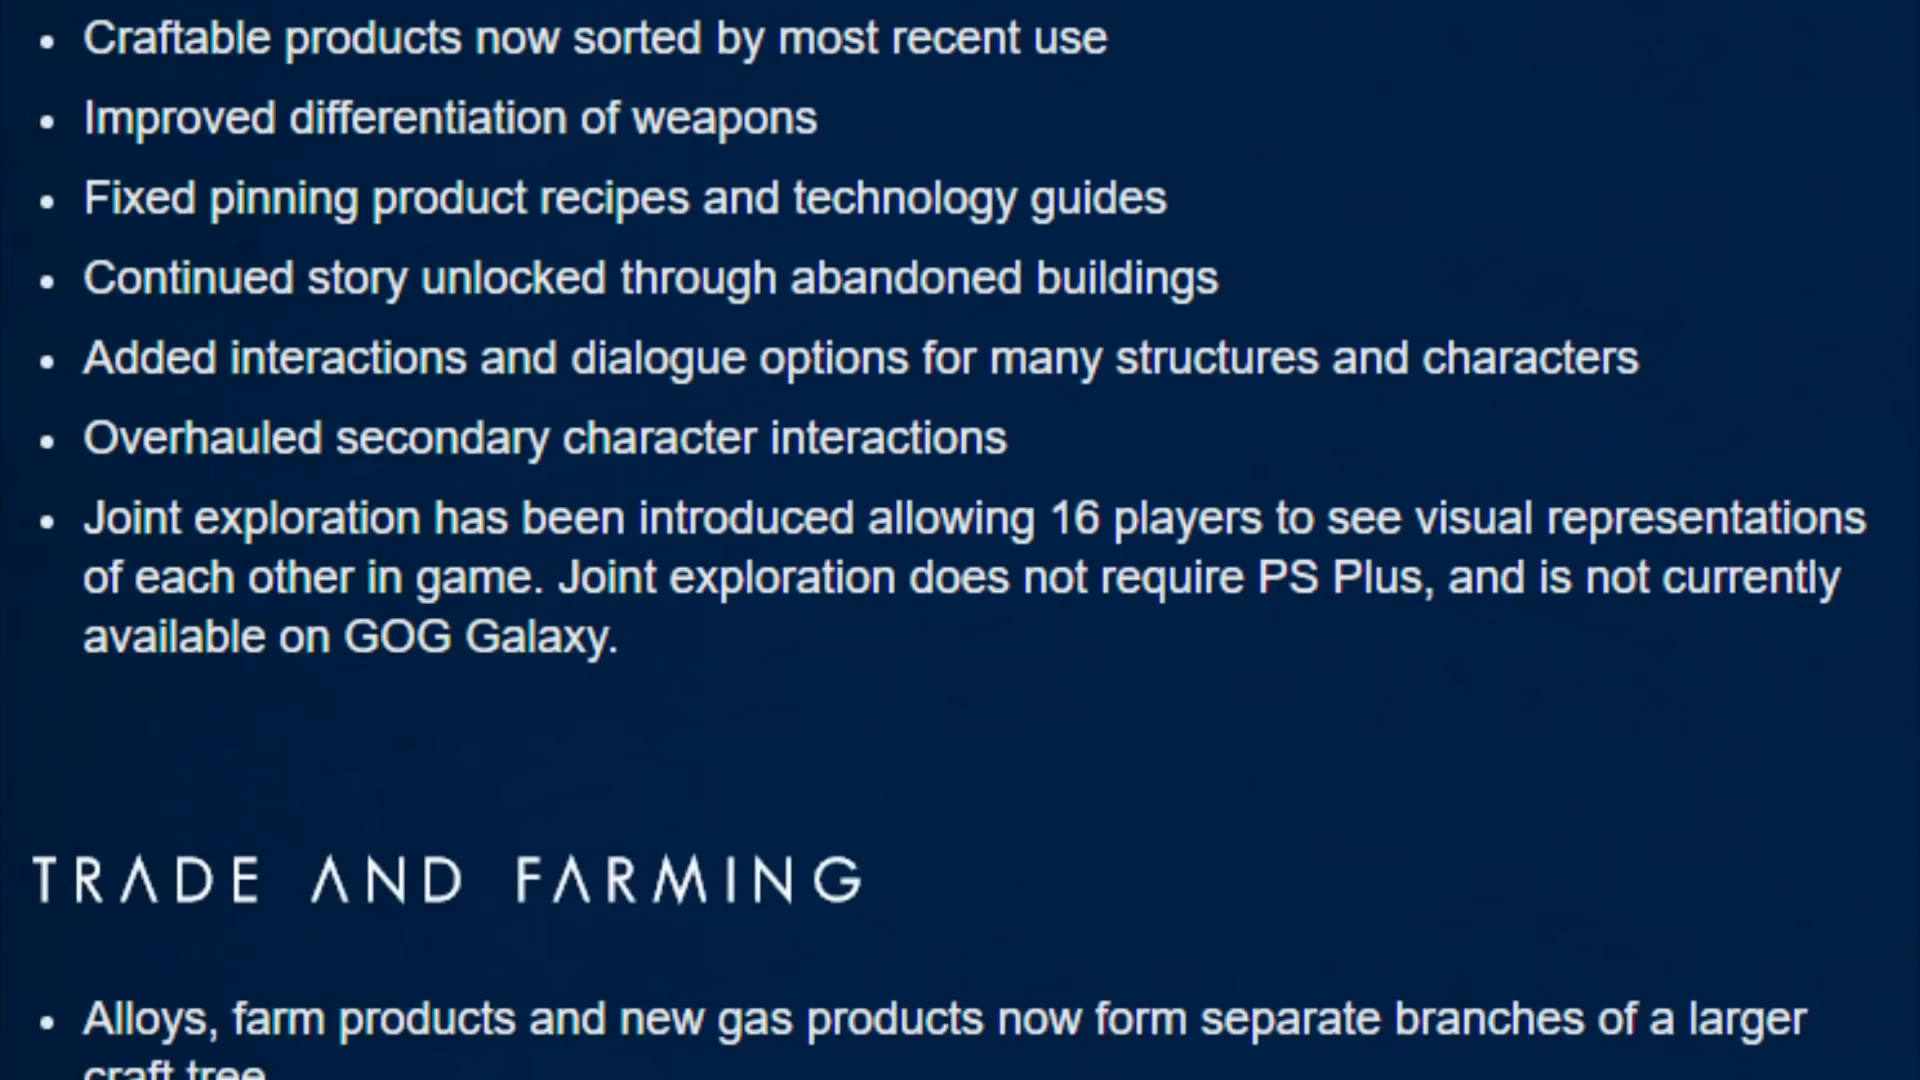 • Craftable products now sorted by most recent use
• Improved differentiation of weapons
• Fixed pinning product recipes and technology guides
• Continued story unlocked through abandoned buildings
• Added interactions and dialogue options for many structures and characters
• Overhauled secondary character interactions
• Joint exploration has been introduced allowing 16 players to see visual representations
of each other in game. Joint exploration does not require PS Plus, and is not currently
available on GOG Galaxy.
TRADE AND FARMING
• Alloys, farm products and new gas products now form separate branches of a larger
craft tree